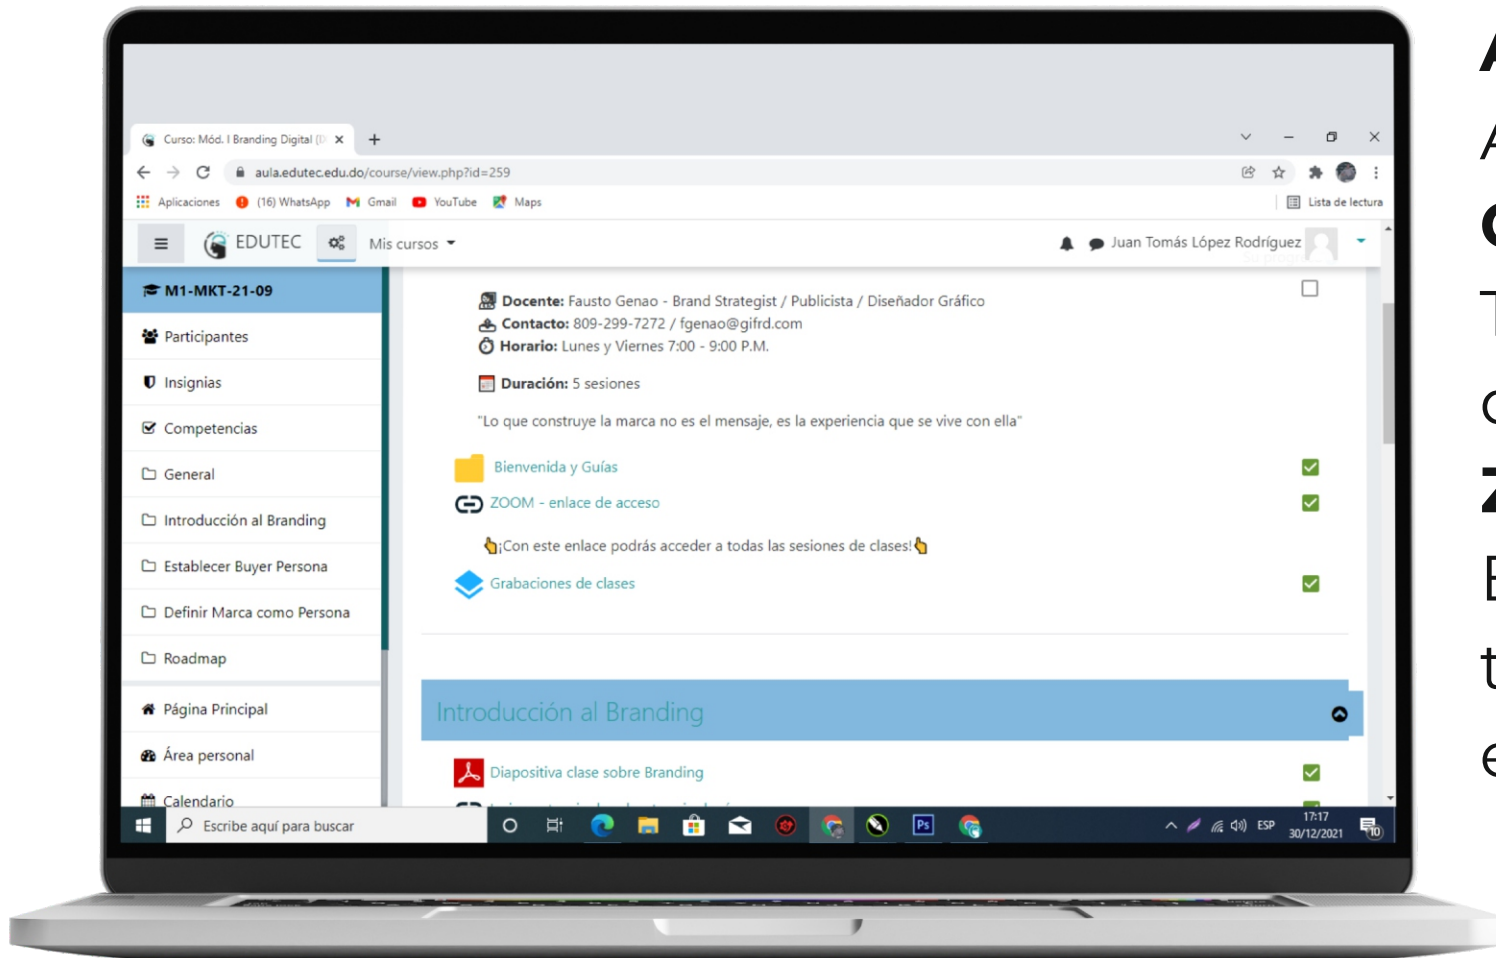 Curso: Mód. I Branding Digital (D
aula.edutec.edu.do/course/view.php?id=259
Aplicaciones (16) WhatsApp Gmail YouTube Maps Lista de lectura
EDUTEC Mis cursos Juan Tomás López Rodríguez
M1-MKT-21-09
Participantes
Insignias
Competencias
General
Introducción al Branding
Establecer Buyer Persona
Definir Marca como Persona
Roadmap
Página Principal
Área personal
Calendario
Docente: Fausto Genao - Brand Strategist / Publicista / Diseñador Gráfico
Contacto: 809-299-7272 / fgenao@gifrd.com
Horario: Lunes y Viernes 7:00 - 9:00 P.M.
Duración: 5 sesiones
"Lo que construye la marca no es el mensaje, es la experiencia que se vive con ella"
Bienvenida y Guías
ZOOM - enlace de acceso
¡Con este enlace podrás acceder a todas las sesiones de clases!
Grabaciones de clases
Introducción al Branding
Diapositiva clase sobre Branding
Escribe aquí para buscar
Ps
ESP
17:17
30/12/2021
10